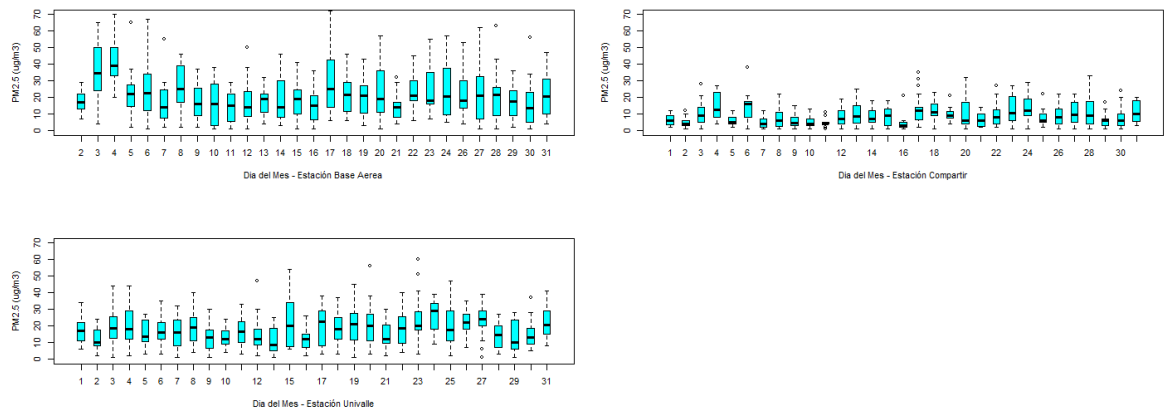 PM2.5 (ug/m3)
70
60
50
40
30
20
10
0
2 3 4 5 6 7 8 9 10 11 12 13 14 15 16 17 18 19 20 21 22 23 24 26 27 28 29 30 31
Dia del Mes - Estación Base Aerea
PM2.5 (ug/m3)
70
60
50
40
30
20
10
0
1 2 3 4 5 6 7 8 9 10 12 14 16 18 20 22 24 26 28 30
Dia del Mes - Estación Compartir
PM2.5 (ug/m3)
70
60
50
40
30
20
10
0
1 2 3 4 5 6 7 8 9 10 12 15 17 19 21 23 25 27 29 31
Dia del Mes - Estación Univalle